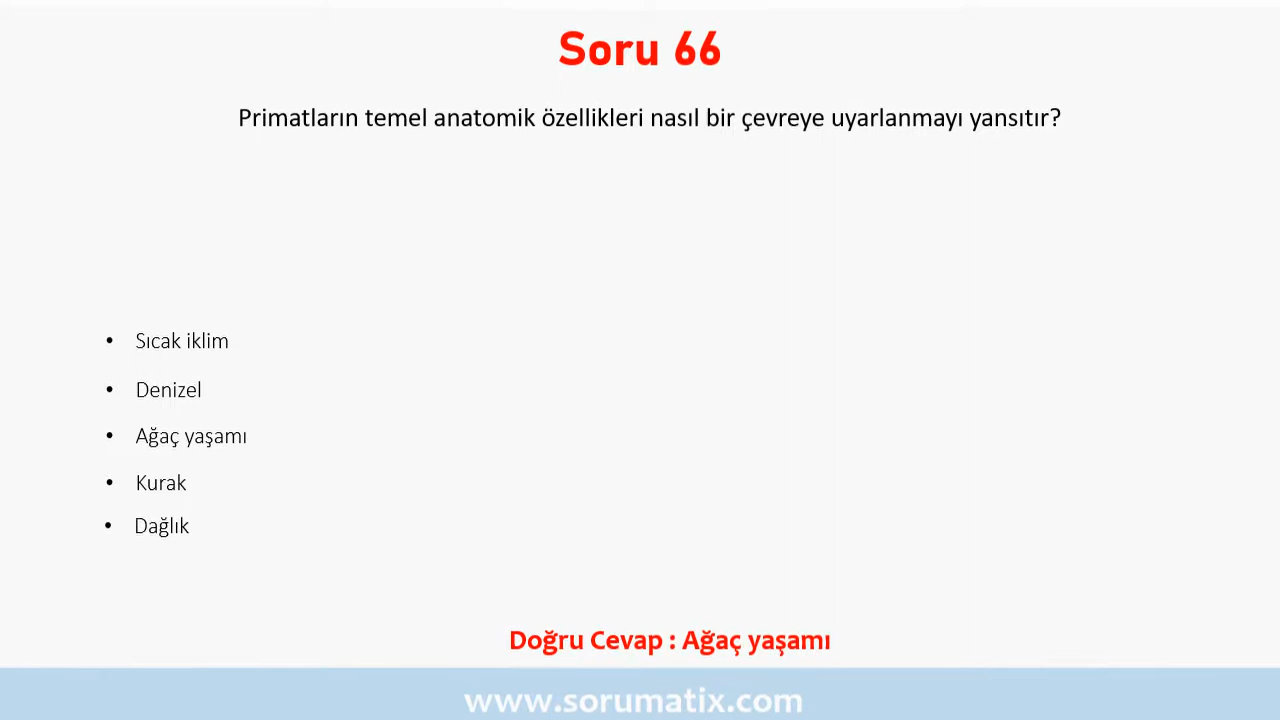 Soru 66
Primatların temel anatomik özellikleri nasıl bir çevreye uyarlanmayı yansıtır?
• Sıcak iklim
• Denizel
• Ağaç yaşamı
• Kurak
• Dağlık
Doğru Cevap : Ağaç yaşamı
www.sorumatix.com